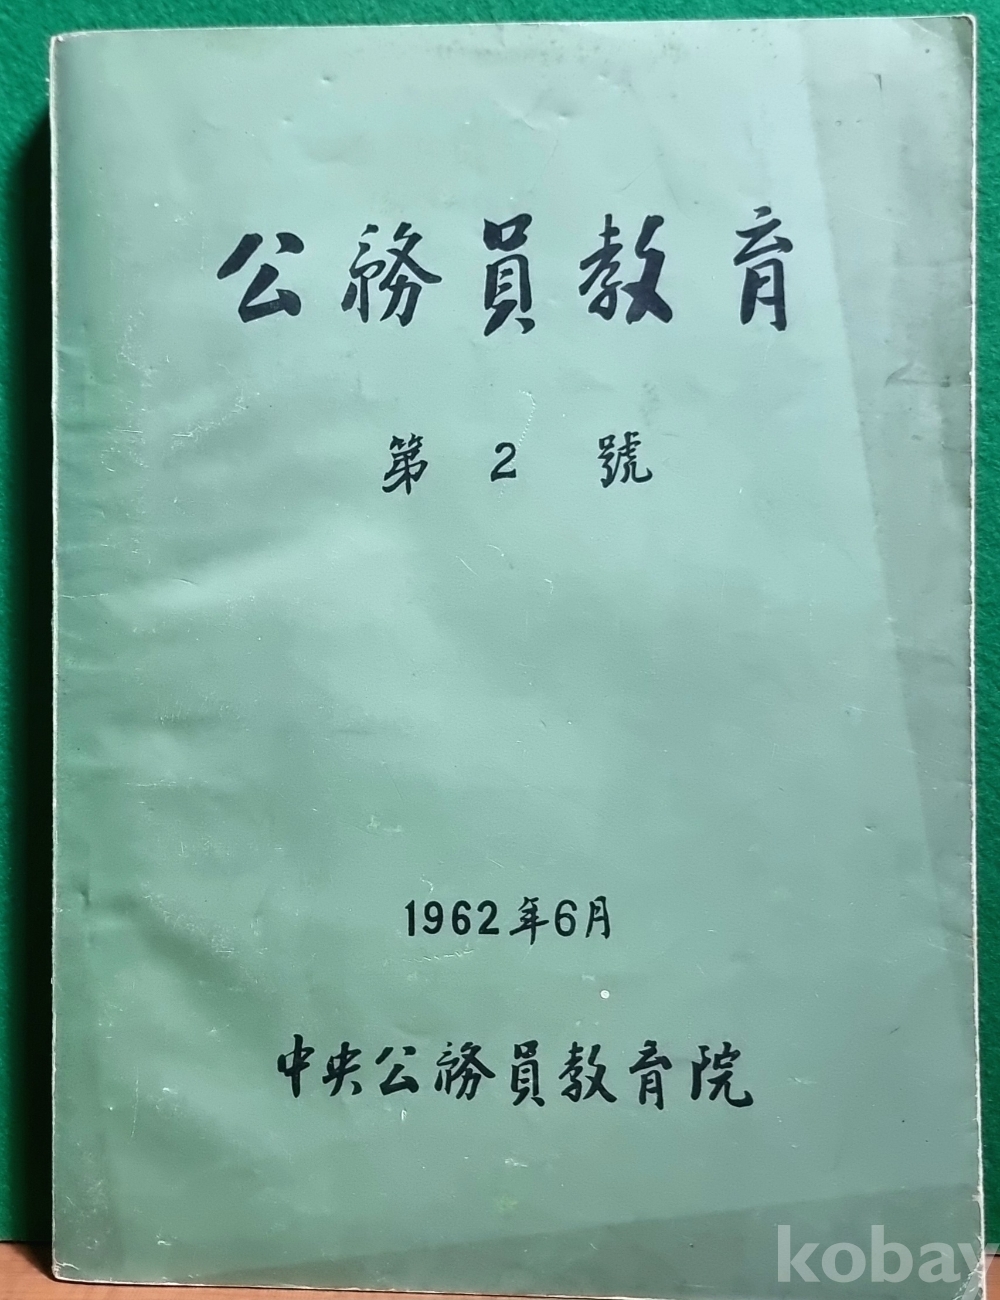 公務員教育
第2號
1962年6月
中央公務員教育院
kobay